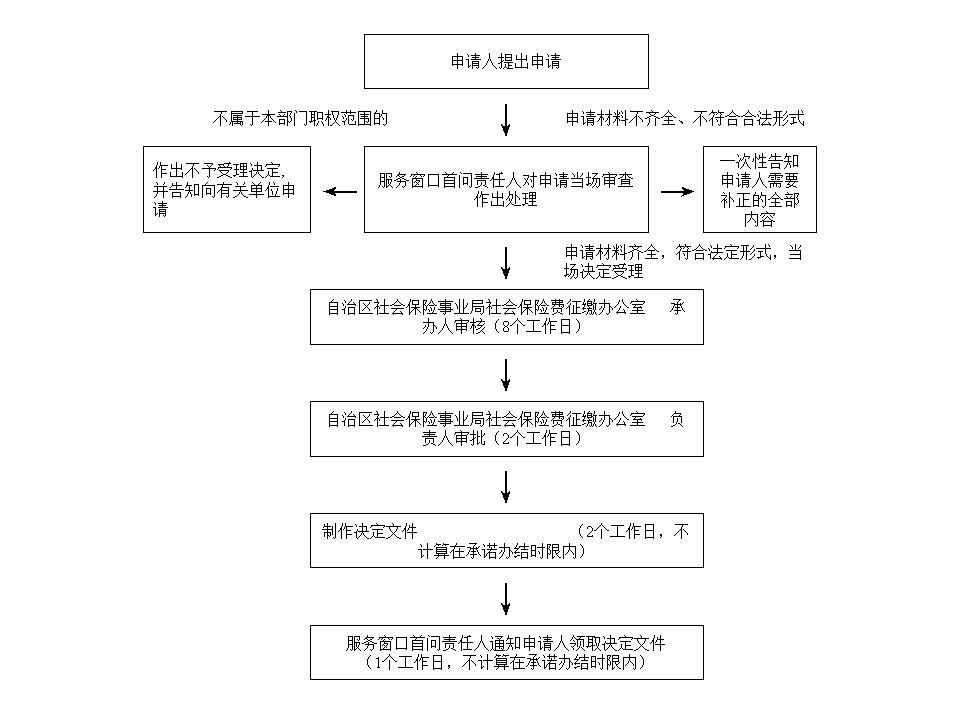 申请人提出申请
不属于本部门职权范围的
申请材料不齐全、不符合合法形式
作出不予受理决定，
并告知向有关单位申
请
服务窗口首问责任人对申请当场审查
作出处理
一次性告知
申请人需要
补正的全部
内容
申请材料齐全，符合法定形式，当
场决定受理
自治区社会保险事业局社会保险费征缴办公室 承
办人审核（8个工作日）
自治区社会保险事业局社会保险费征缴办公室 负
责人审批（2个工作日）
制作决定文件 （2个工作日，不
计算在承诺办结时限内）
服务窗口首问责任人通知申请人领取决定文件
（1个工作日，不计算在承诺办结时限内）